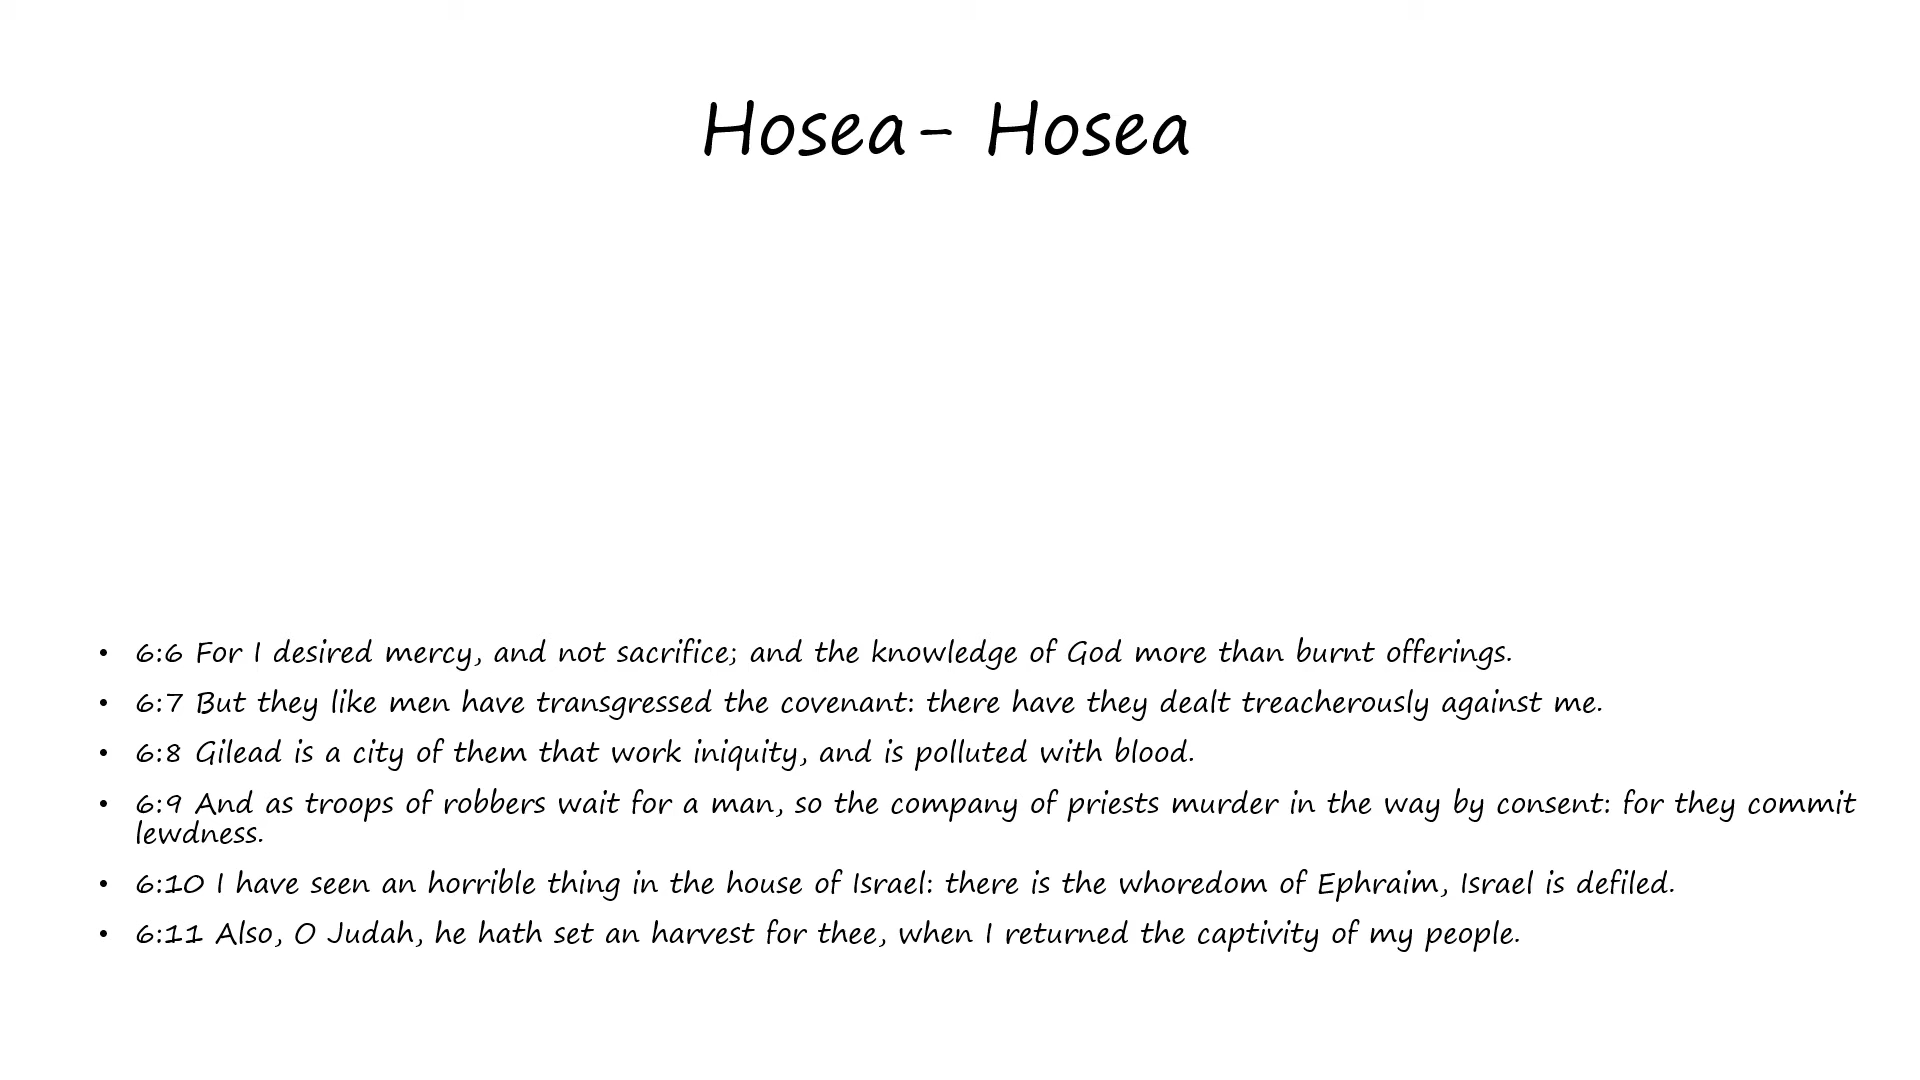 Hosea- Hosea
• 6:6 For I desired mercy, and not sacrifice; and the knowledge of God more than burnt offerings.
• 6:7 But they like men have transgressed the covenant: there have they dealt treacherously against me.
• 6:8 Gilead is a city of them that work iniquity, and is polluted with blood.
• 6:9 And as troops of robbers wait for a man, so the company of priests murder in the way by consent: for they commit
lewdness.
• 6:10 I have seen an horrible thing in the house of Israel: there is the whoredom of Ephraim, Israel is defiled.
• 6:11 Also, O Judah, he hath set an harvest for thee, when I returned the captivity of my people.